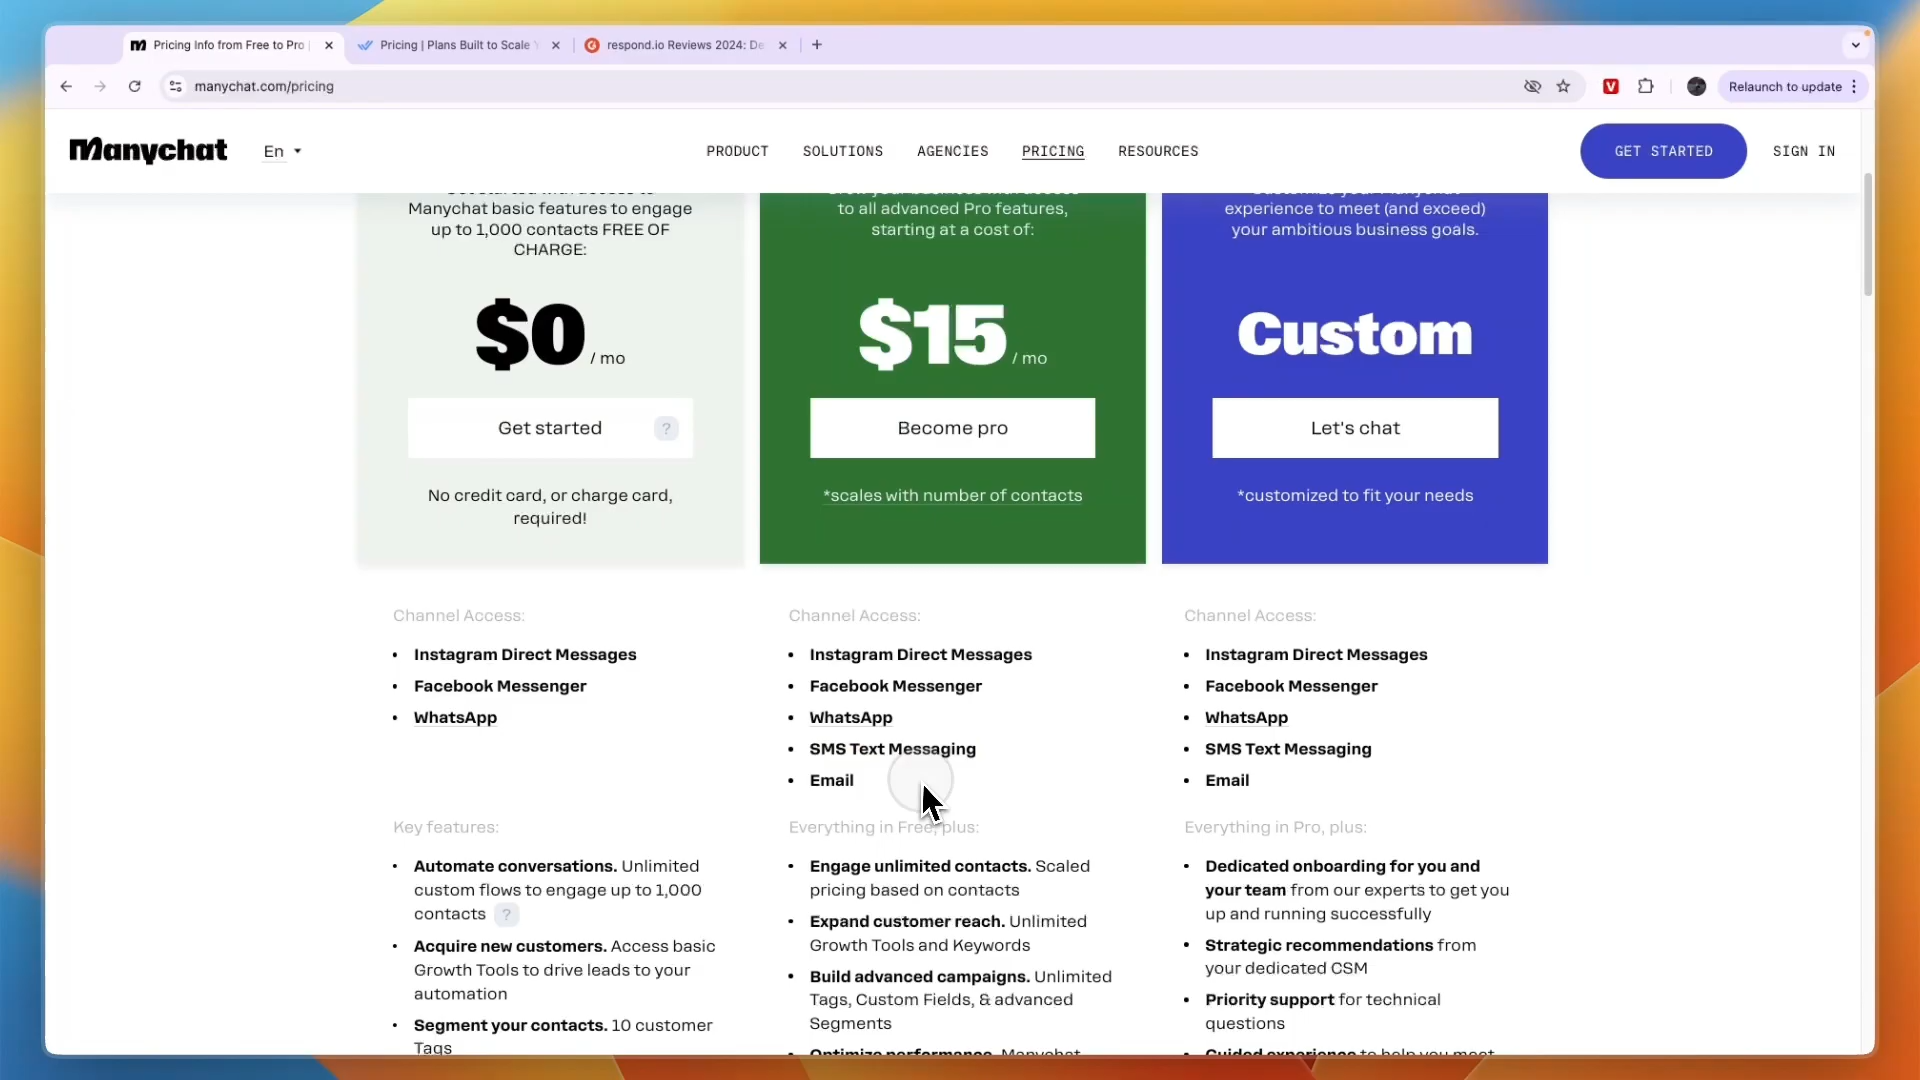 Pricing Info from Free to Pro
Pricing | Plans Built to Scale Y
respond.io Reviews 2024: De
manychat.com/pricing
Relaunch to update
Manychat
En
PRODUCT
SOLUTIONS
AGENCIES
PRICING
RESOURCES
GET STARTED
SIGN IN
Manychat basic features to engage
up to 1,000 contacts FREE OF
CHARGE:
$0 / mo
Get started ?
No credit card, or charge card,
required!
to all advanced Pro features,
starting at a cost of:
$15 / mo
Become pro
*scales with number of contacts
experience to meet (and exceed)
your ambitious business goals.
Custom
Let's chat
*customized to fit your needs
Channel Access:
• Instagram Direct Messages
• Facebook Messenger
• WhatsApp
Key features:
• Automate conversations. Unlimited
custom flows to engage up to 1,000
contacts ?
• Acquire new customers. Access basic
Growth Tools to drive leads to your
automation
• Segment your contacts. 10 customer
Tags
Channel Access:
• Instagram Direct Messages
• Facebook Messenger
• WhatsApp
• SMS Text Messaging
• Email
Everything in Free, plus:
• Engage unlimited contacts. Scaled
pricing based on contacts
• Expand customer reach. Unlimited
Growth Tools and Keywords
• Build advanced campaigns. Unlimited
Tags, Custom Fields, & advanced
Segments
• Optimize performance. Manychat
Channel Access:
• Instagram Direct Messages
• Facebook Messenger
• WhatsApp
• SMS Text Messaging
• Email
Everything in Pro, plus:
• Dedicated onboarding for you and
your team from our experts to get you
up and running successfully
• Strategic recommendations from
your dedicated CSM
• Priority support for technical
questions
• Guided experience to help you meet